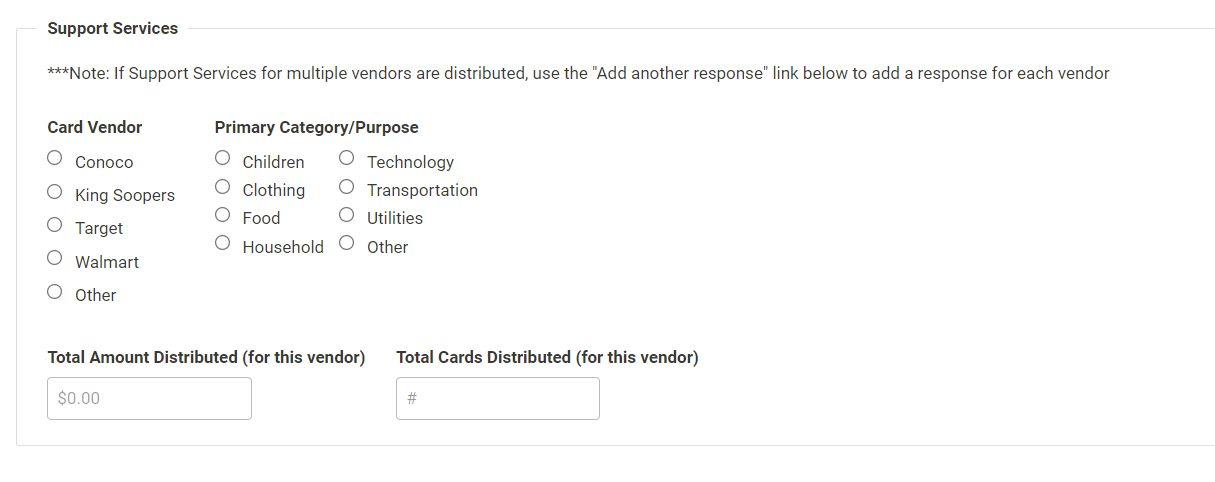 Support Services
***Note: If Support Services for multiple vendors are distributed, use the "Add another response" link below to add a response for each vendor
Card Vendor
Conoco
King Soopers
Target
Walmart
Other
Primary Category/Purpose
Children
Clothing
Food
Household
Technology
Transportation
Utilities
Other
Total Amount Distributed (for this vendor)
$0.00
Total Cards Distributed (for this vendor)
#